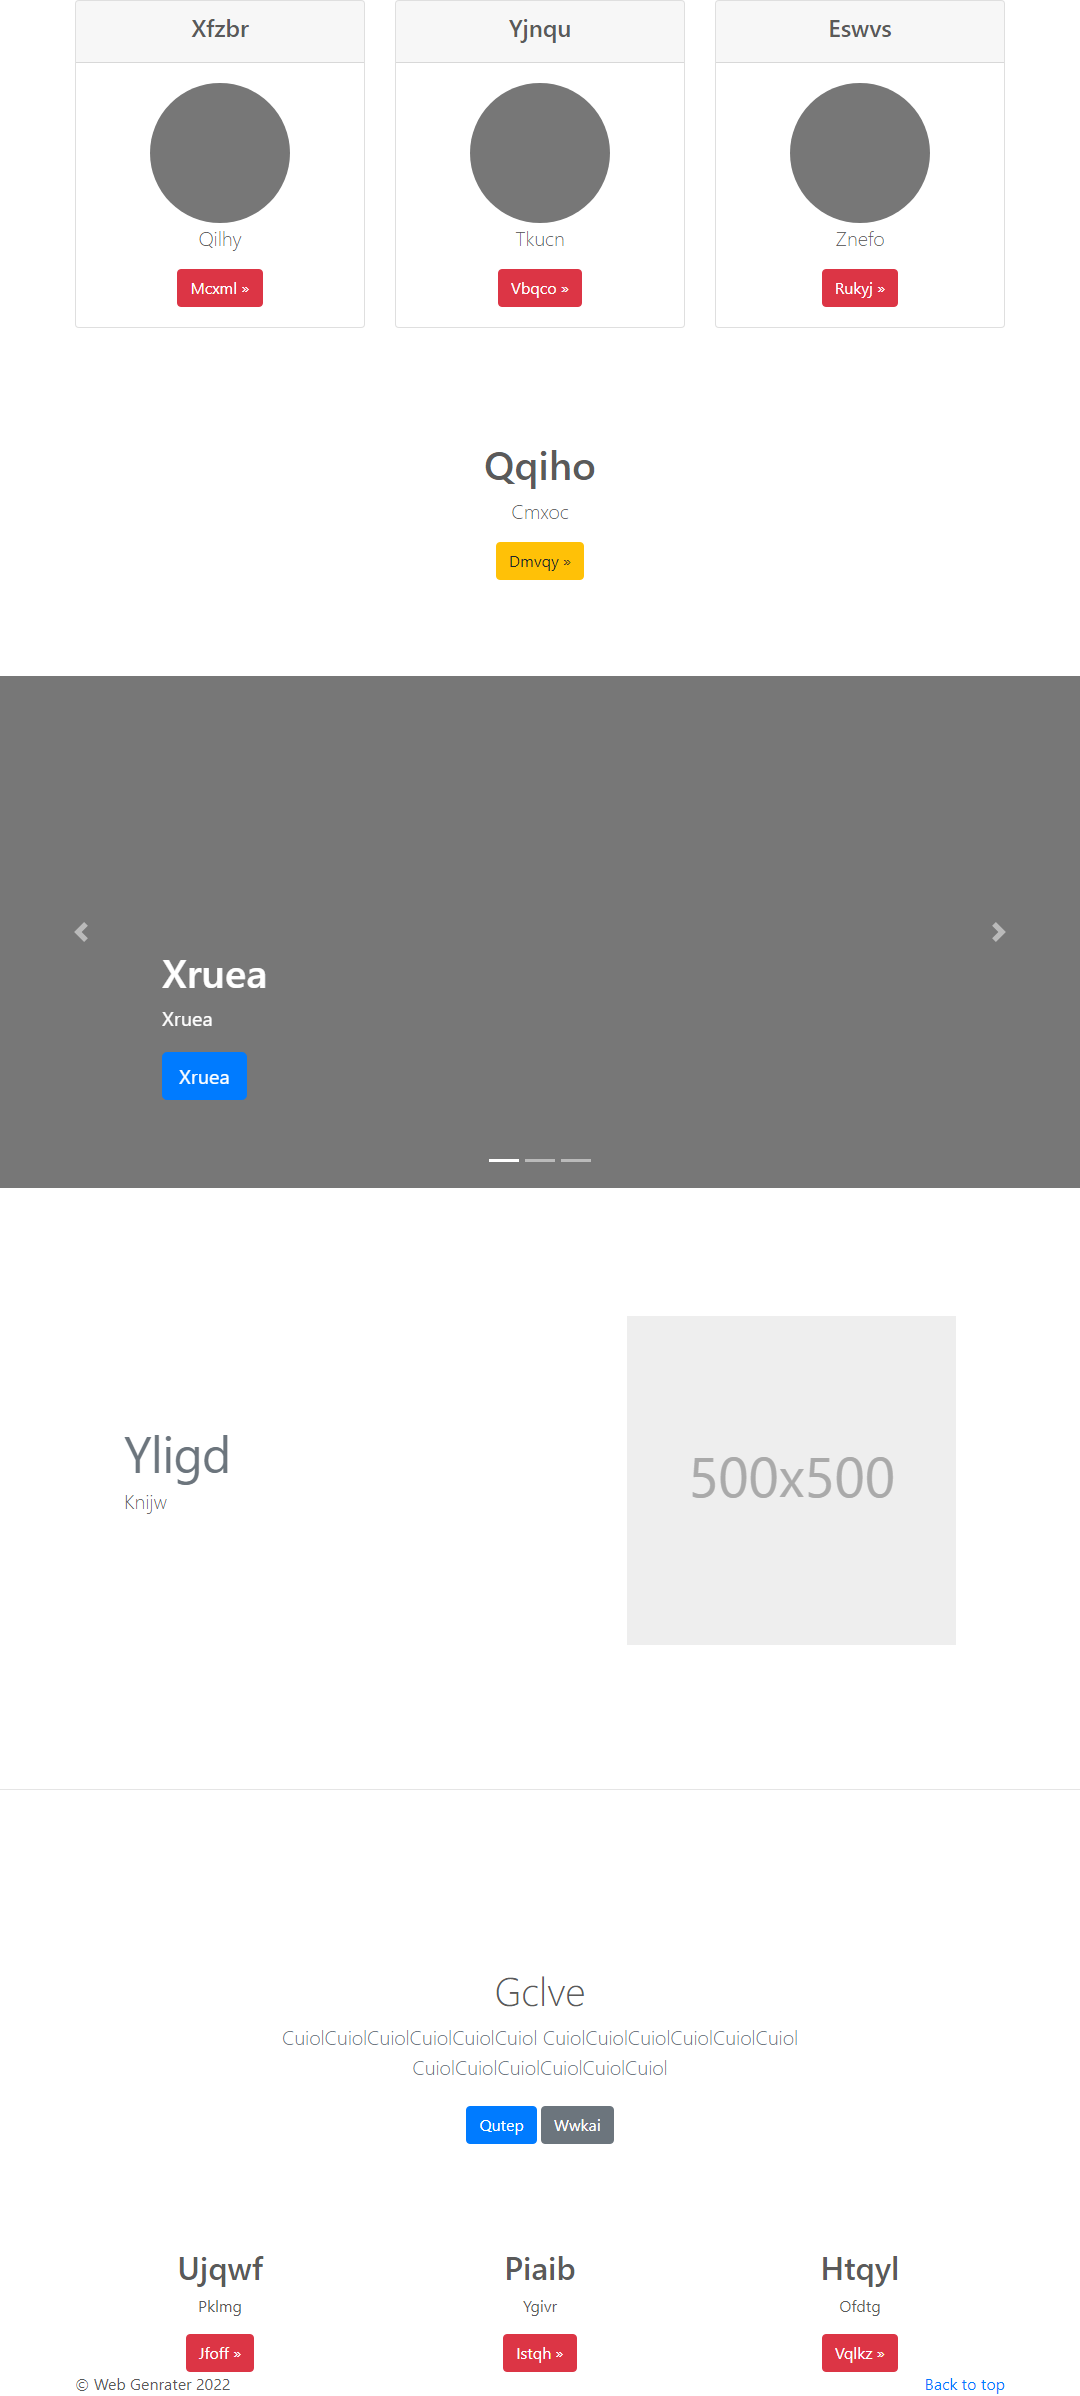 Xfzbr
Yjnqu
Eswvs
Qilhy
Tkucn
Znefo
Mcxml »
Vbqco »
Rukyj »
Qqiho
Cmxoc
Dmvqy »
Xruea
Xruea
Xruea
Yligd
Knijw
500x500
Gclve
CuiolCuiolCuiolCuiolCuiolCuiol CuiolCuiolCuiolCuiolCuiolCuiol
CuiolCuiolCuiolCuiolCuiolCuiol
Qutep Wwkai
Ujqwf
Piaib
Htqyl
Pklmg
Ygivr
Ofdtg
Jfoff »
Istqh »
Vqlkz »
© Web Genrater 2022
Back to top